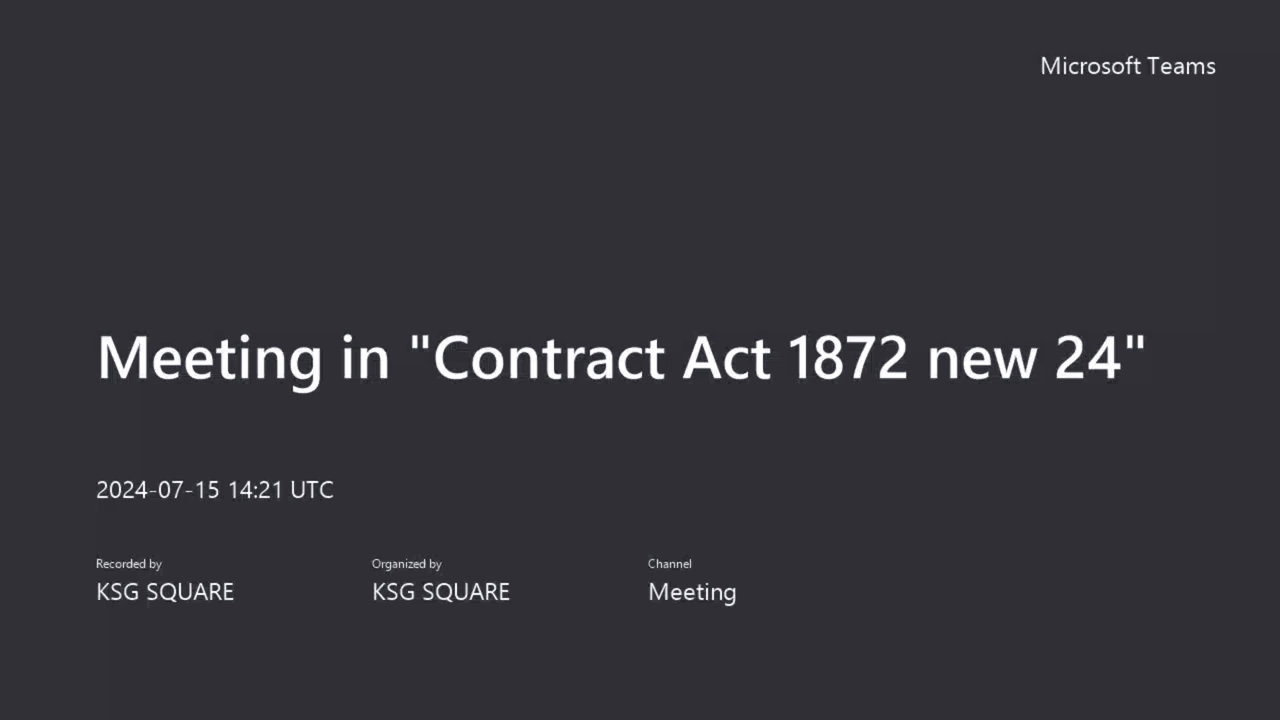 Microsoft Teams
Meeting in "Contract Act 1872 new 24"
2024-07-15 14:21 UTC
Recorded by
KSG SQUARE
Organized by
KSG SQUARE
Channel
Meeting